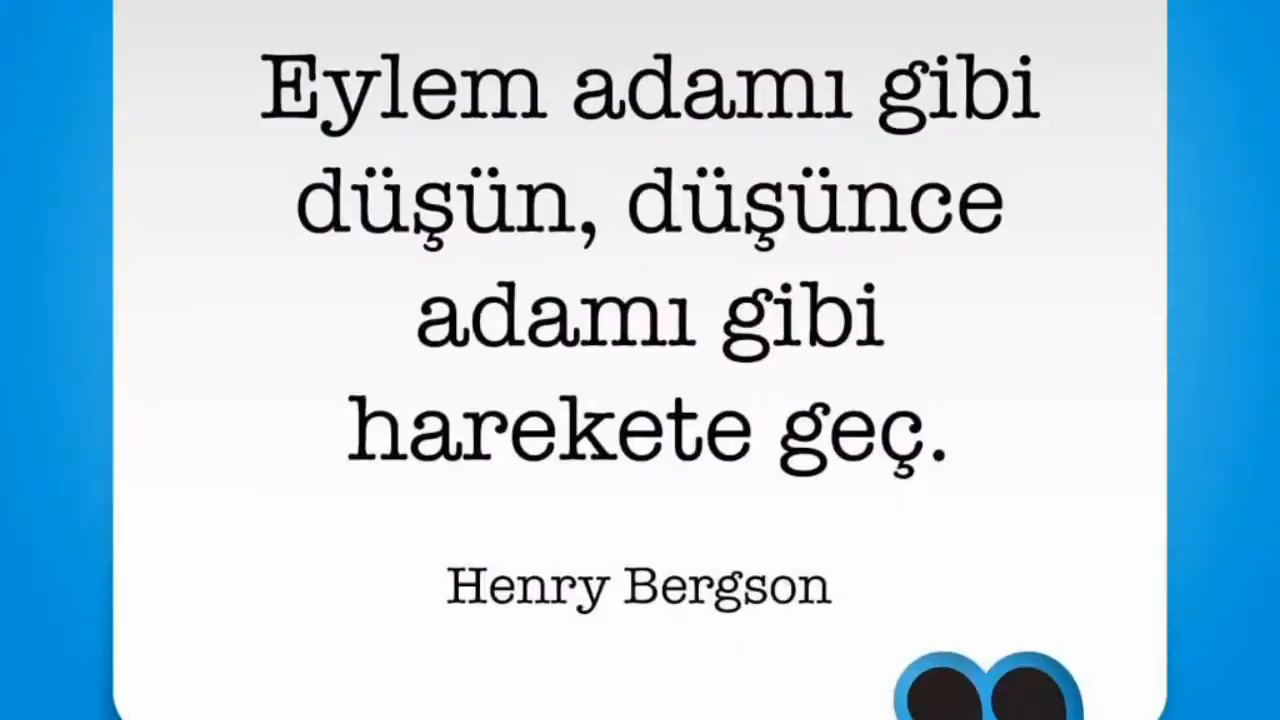 Eylem adamı gibi
düşün, düşünce
adamı gibi
harekete geç.
Henry Bergson